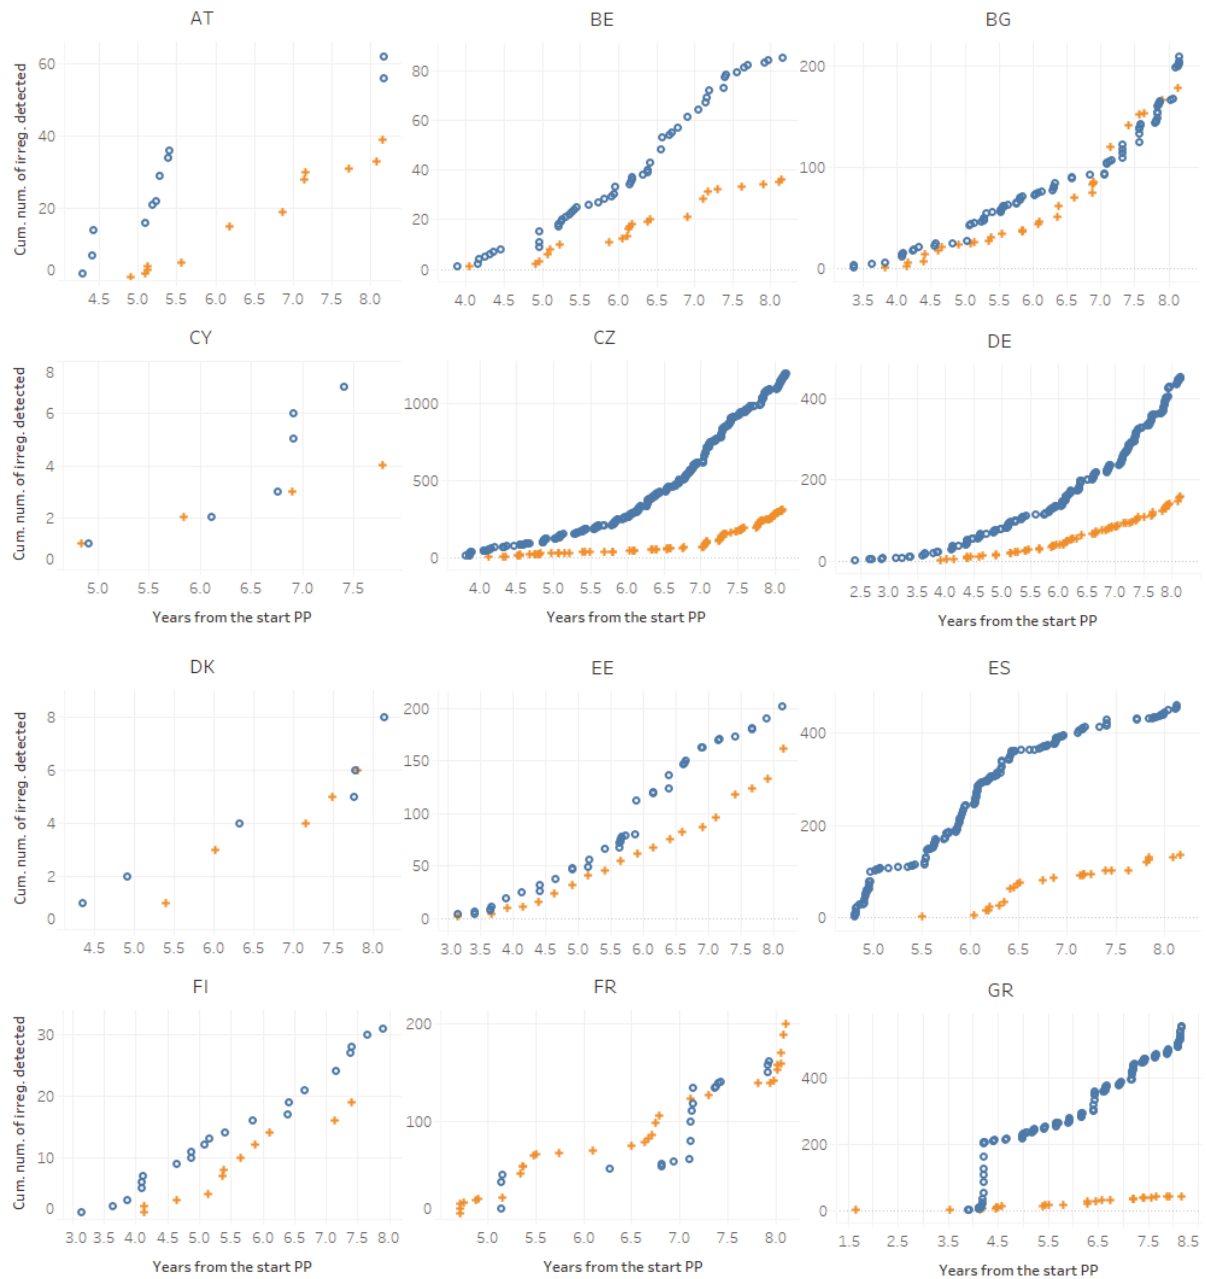 AT BE BG
Cum. num. of irreg. detected
60
40
20
0
4.5 5.0 5.5 6.0 6.5 7.0 7.5 8.0
80
60
40
20
0
4.0 4.5 5.0 5.5 6.0 6.5 7.0 7.5 8.0
200
100
0
3.5 4.0 4.5 5.0 5.5 6.0 6.5 7.0 7.5 8.0
CY CZ DE
Cum. num. of irreg. detected
8
6
4
2
0
5.0 5.5 6.0 6.5 7.0 7.5
1000
500
0
4.0 4.5 5.0 5.5 6.0 6.5 7.0 7.5 8.0
400
200
0
2.5 3.0 3.5 4.0 4.5 5.0 5.5 6.0 6.5 7.0 7.5 8.0
Years from the start PP Years from the start PP Years from the start PP
DK EE ES
Cum. num. of irreg. detected
8
6
4
2
0
4.5 5.0 5.5 6.0 6.5 7.0 7.5 8.0
200
150
100
50
0
3.0 3.5 4.0 4.5 5.0 5.5 6.0 6.5 7.0 7.5 8.0
400
200
0
5.0 5.5 6.0 6.5 7.0 7.5 8.0
FI FR GR
Cum. num. of irreg. detected
30
20
10
0
3.0 3.5 4.0 4.5 5.0 5.5 6.0 6.5 7.0 7.5 8.0
200
100
0
5.0 5.5 6.0 6.5 7.0 7.5 8.0
400
200
0
1.5 2.5 3.5 4.5 5.5 6.5 7.5 8.5
Years from the start PP Years from the start PP Years from the start PP